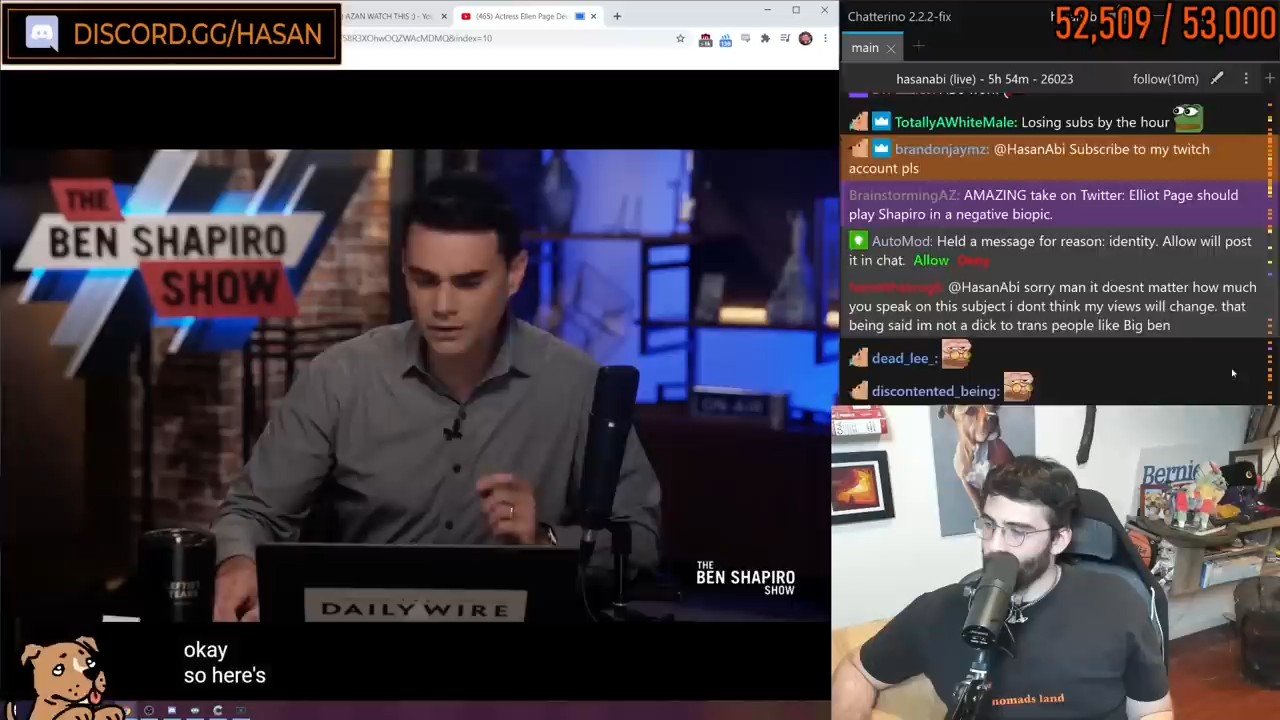 DISCORD.GG/HASAN
AZAN WATCH THIS :) - Yo
(465) Actress Ellen Page De
&index=10
Chatterino 2.2.2-fix
52,509 / 53,000
main
hasanabi (live) - 5h 54m - 26023
follow(10m)
TotallyAWhiteMale: Losing subs by the hour
brandonjaymz: @HasanAbi Subscribe to my twitch
account pls
BrainstormingAZ: AMAZING take on Twitter: Elliot Page should
play Shapiro in a negative biopic.
AutoMod: Held a message for reason: identity. Allow will post
it in chat. Allow Deny
@HasanAbi sorry man it doesnt matter how much
you speak on this subject i dont think my views will change. that
being said im not a dick to trans people like Big ben
dead_lee_:
discontented_being:
THE
BEN SHAPIRO
SHOW
ON AIR
LEFTIST
TEARS
DAILY WIRE
THE
BEN SHAPIRO
SHOW
okay
so here's
Bernie
nomads land